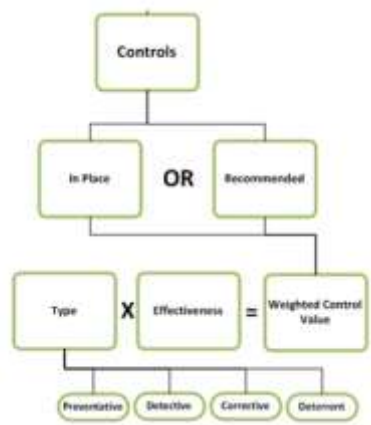 Controls
In Place OR Recommended
Type X Effectiveness = Weighted Control
Value
Preventative Detective Corrective Deterrent